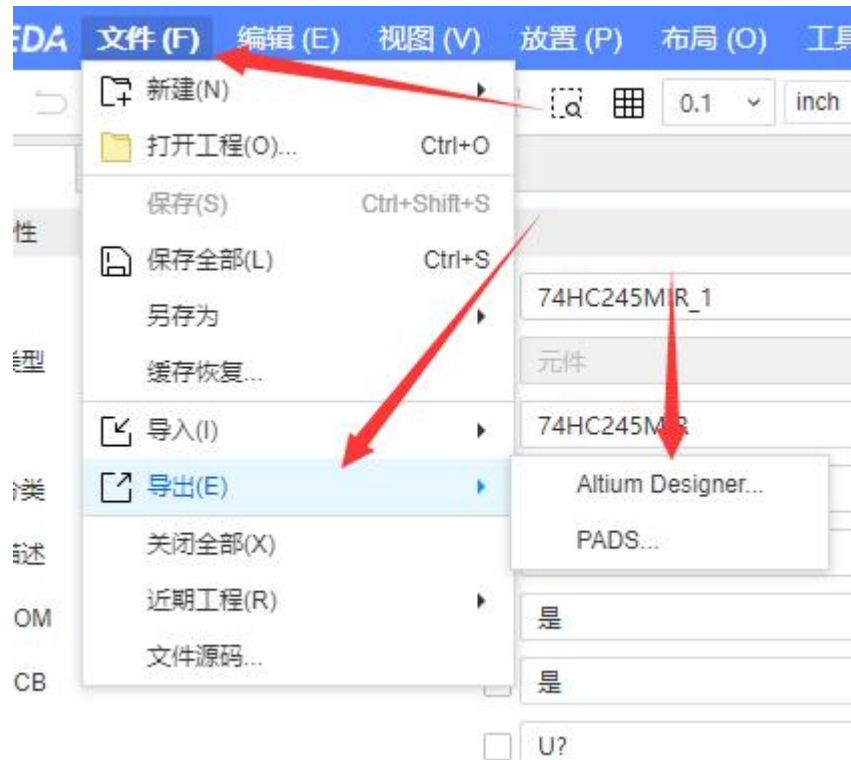 EDA 文件 (F) 编辑 (E) 视图 (V) 放置 (P) 布局 (O) 工具
新建(N)
0.1 inch
打开工程(O)... Ctrl+O
保存(S) Ctrl+Shift+S
性
保存全部(L) Ctrl+S
另存为
74HC245MIR_1
类型
缓存恢复...
元件
导入(I)
74HC245MIR
分类
导出(E)
Altium Designer...
描述
关闭全部(X)
PADS...
近期工程(R)
OM
是
文件源码...
CB
是
U?